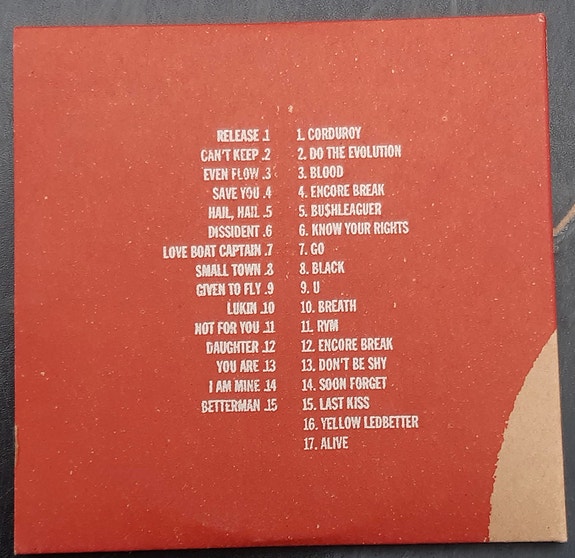 RELEASE .1
CAN'T KEEP .2
EVEN FLOW .3
SAVE YOU .4
HAIL, HAIL .5
DISSIDENT .6
LOVE BOAT CAPTAIN .7
SMALL TOWN .8
GIVEN TO FLY .9
LUKIN .10
NOT FOR YOU .11
DAUGHTER .12
YOU ARE .13
I AM MINE .14
BETTERMAN .15
1. CORDUROY
2. DO THE EVOLUTION
3. BLOOD
4. ENCORE BREAK
5. BU$HLEAGUER
6. KNOW YOUR RIGHTS
7. GO
8. BLACK
9. U
10. BREATH
11. RVM
12. ENCORE BREAK
13. DON'T BE SHY
14. SOON FORGET
15. LAST KISS
16. YELLOW LEDBETTER
17. ALIVE